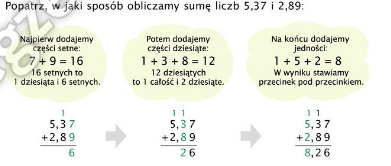 Popatrz, w jaki sposób obliczamy sumę liczb 5,37 i 2,89:
Najpierw dodajemy
części setne:
7 + 9 = 16
16 setnych to
1 dziesiąta i 6 setnych.
Potem dodajemy
części dziesiąte:
1 + 3 + 8 = 12
12 dziesiątych
to 1 całość i 2 dziesiąte.
Na końcu dodajemy
jedności:
1 + 5 + 2 = 8
W wyniku stawiamy
przecinek pod przecinkiem.
1
5,37
+2,89
6
1 1
5,37
+2,89
26
1 1
5,37
+2,89
8,26